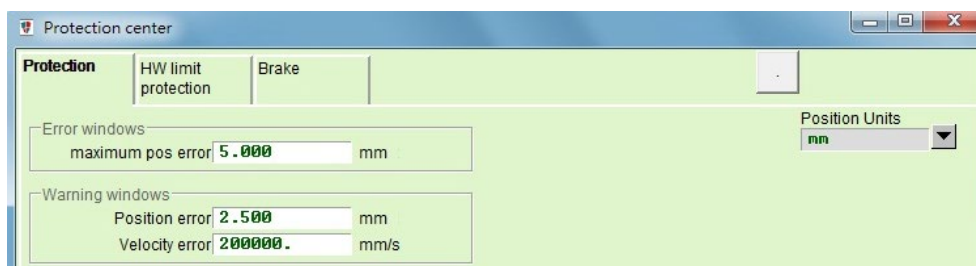 Protection center
Protection
HW limit
protection
Brake
.
Position Units
mm
Error windows
maximum pos error 5.000 mm
Warning windows
Position error 2.500 mm
Velocity error 200000. mm/s